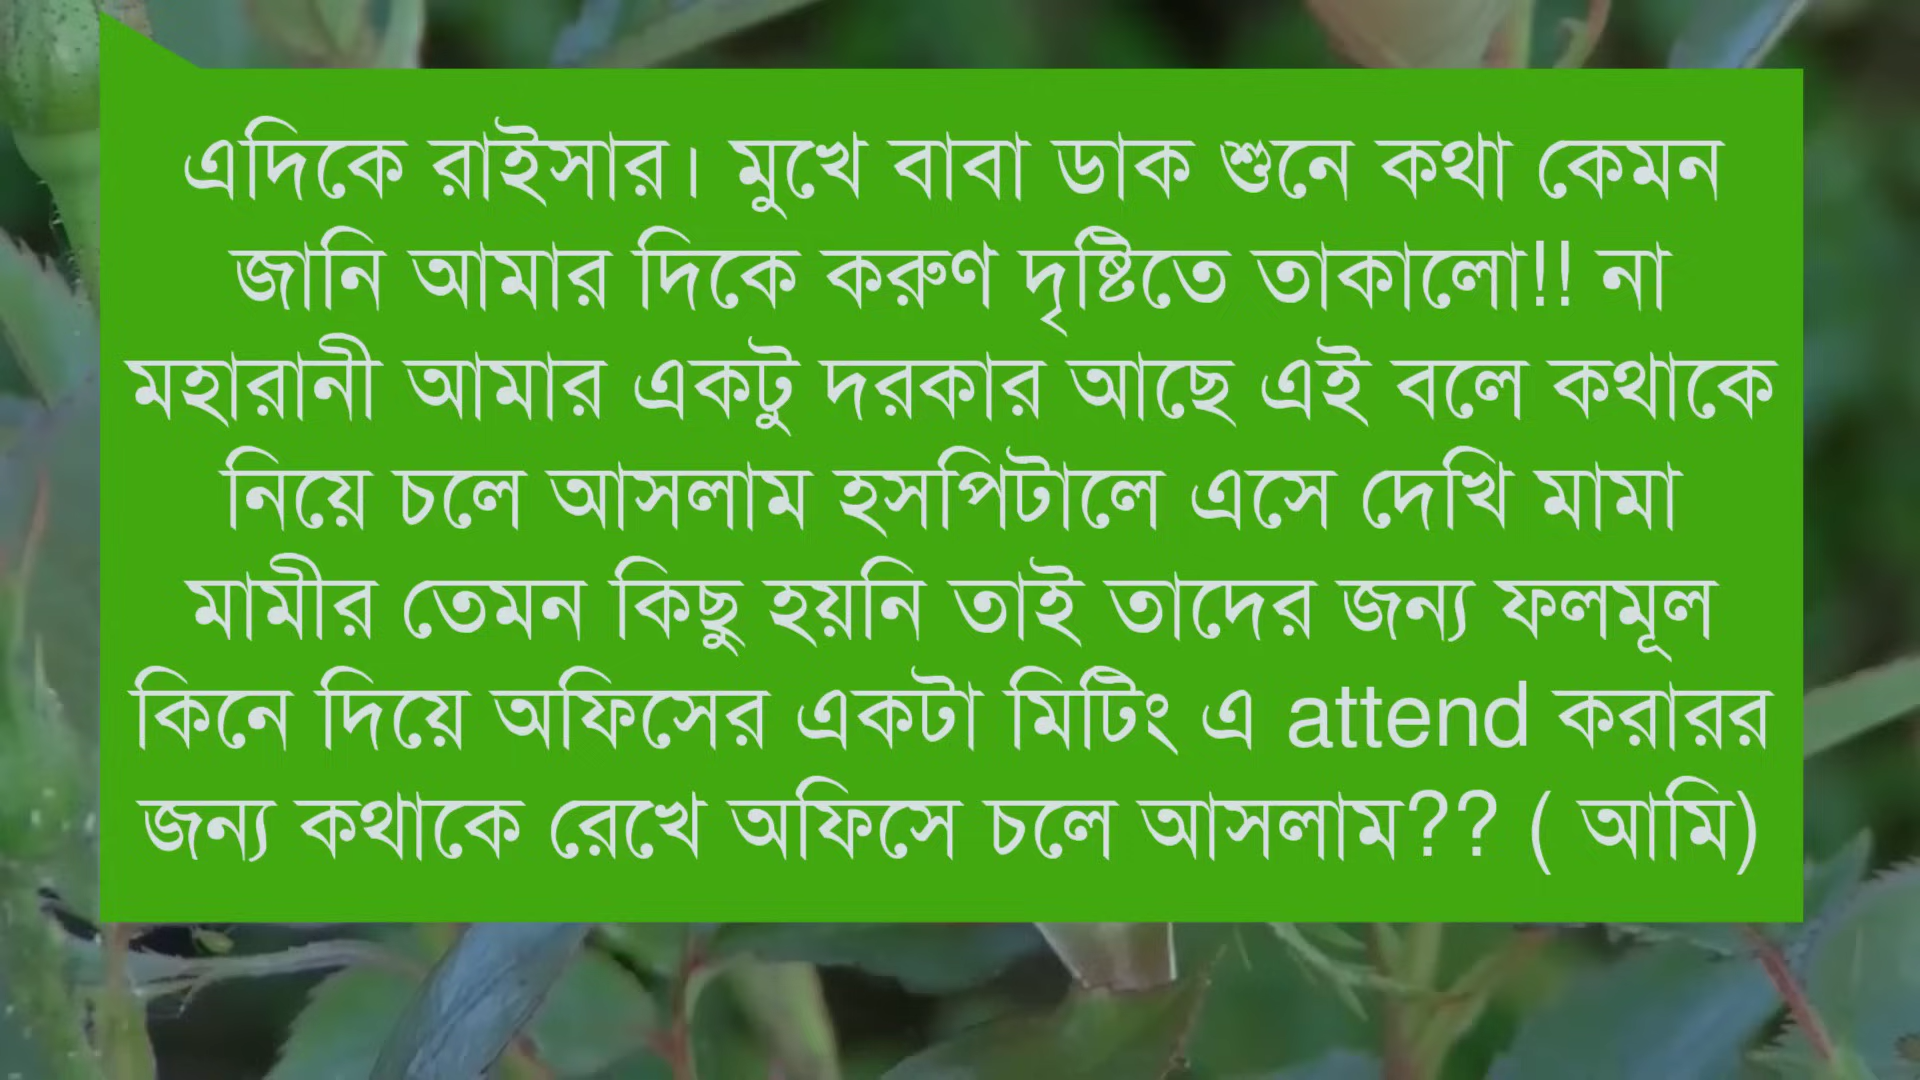 এদিকে রাইসার। মুখে বাবা ডাক শুনে কথা কেমন
জানি আমার দিকে করুণ দৃষ্টিতে তাকালো!! না
মহারানী আমার একটু দরকার আছে এই বলে কথাকে
নিয়ে চলে আসলাম হসপিটালে এসে দেখি মামা
মামীর তেমন কিছু হয়নি তাই তাদের জন্য ফলমূল
কিনে দিয়ে অফিসের একটা মিটিং এ attend করারর
জন্য কথাকে রেখে অফিসে চলে আসলাম?? ( আমি)